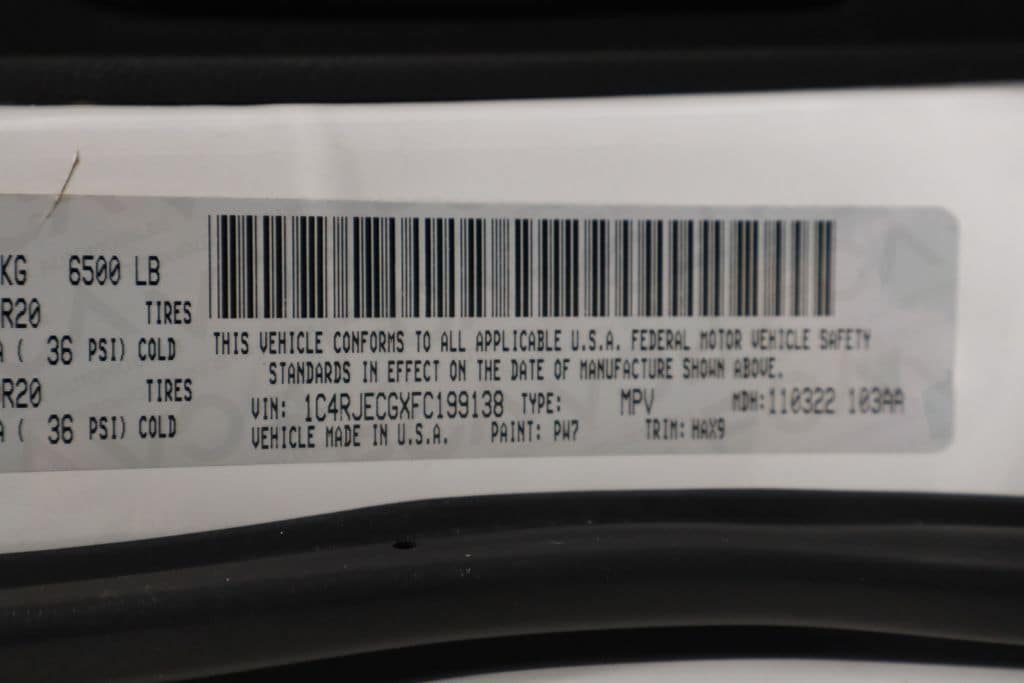 KG 6500 LB
R20 TIRES
( 36 PSI) COLD
R20 TIRES
( 36 PSI) COLD
THIS VEHICLE CONFORMS TO ALL APPLICABLE U.S.A. FEDERAL MOTOR VEHICLE SAFETY
STANDARDS IN EFFECT ON THE DATE OF MANUFACTURE SHOWN ABOVE.
VIN: 1C4RJECGXFC199138 TYPE: MPV MDH:110322 103AA
VEHICLE MADE IN U.S.A. PAINT: PW7 TRIM: HAX9